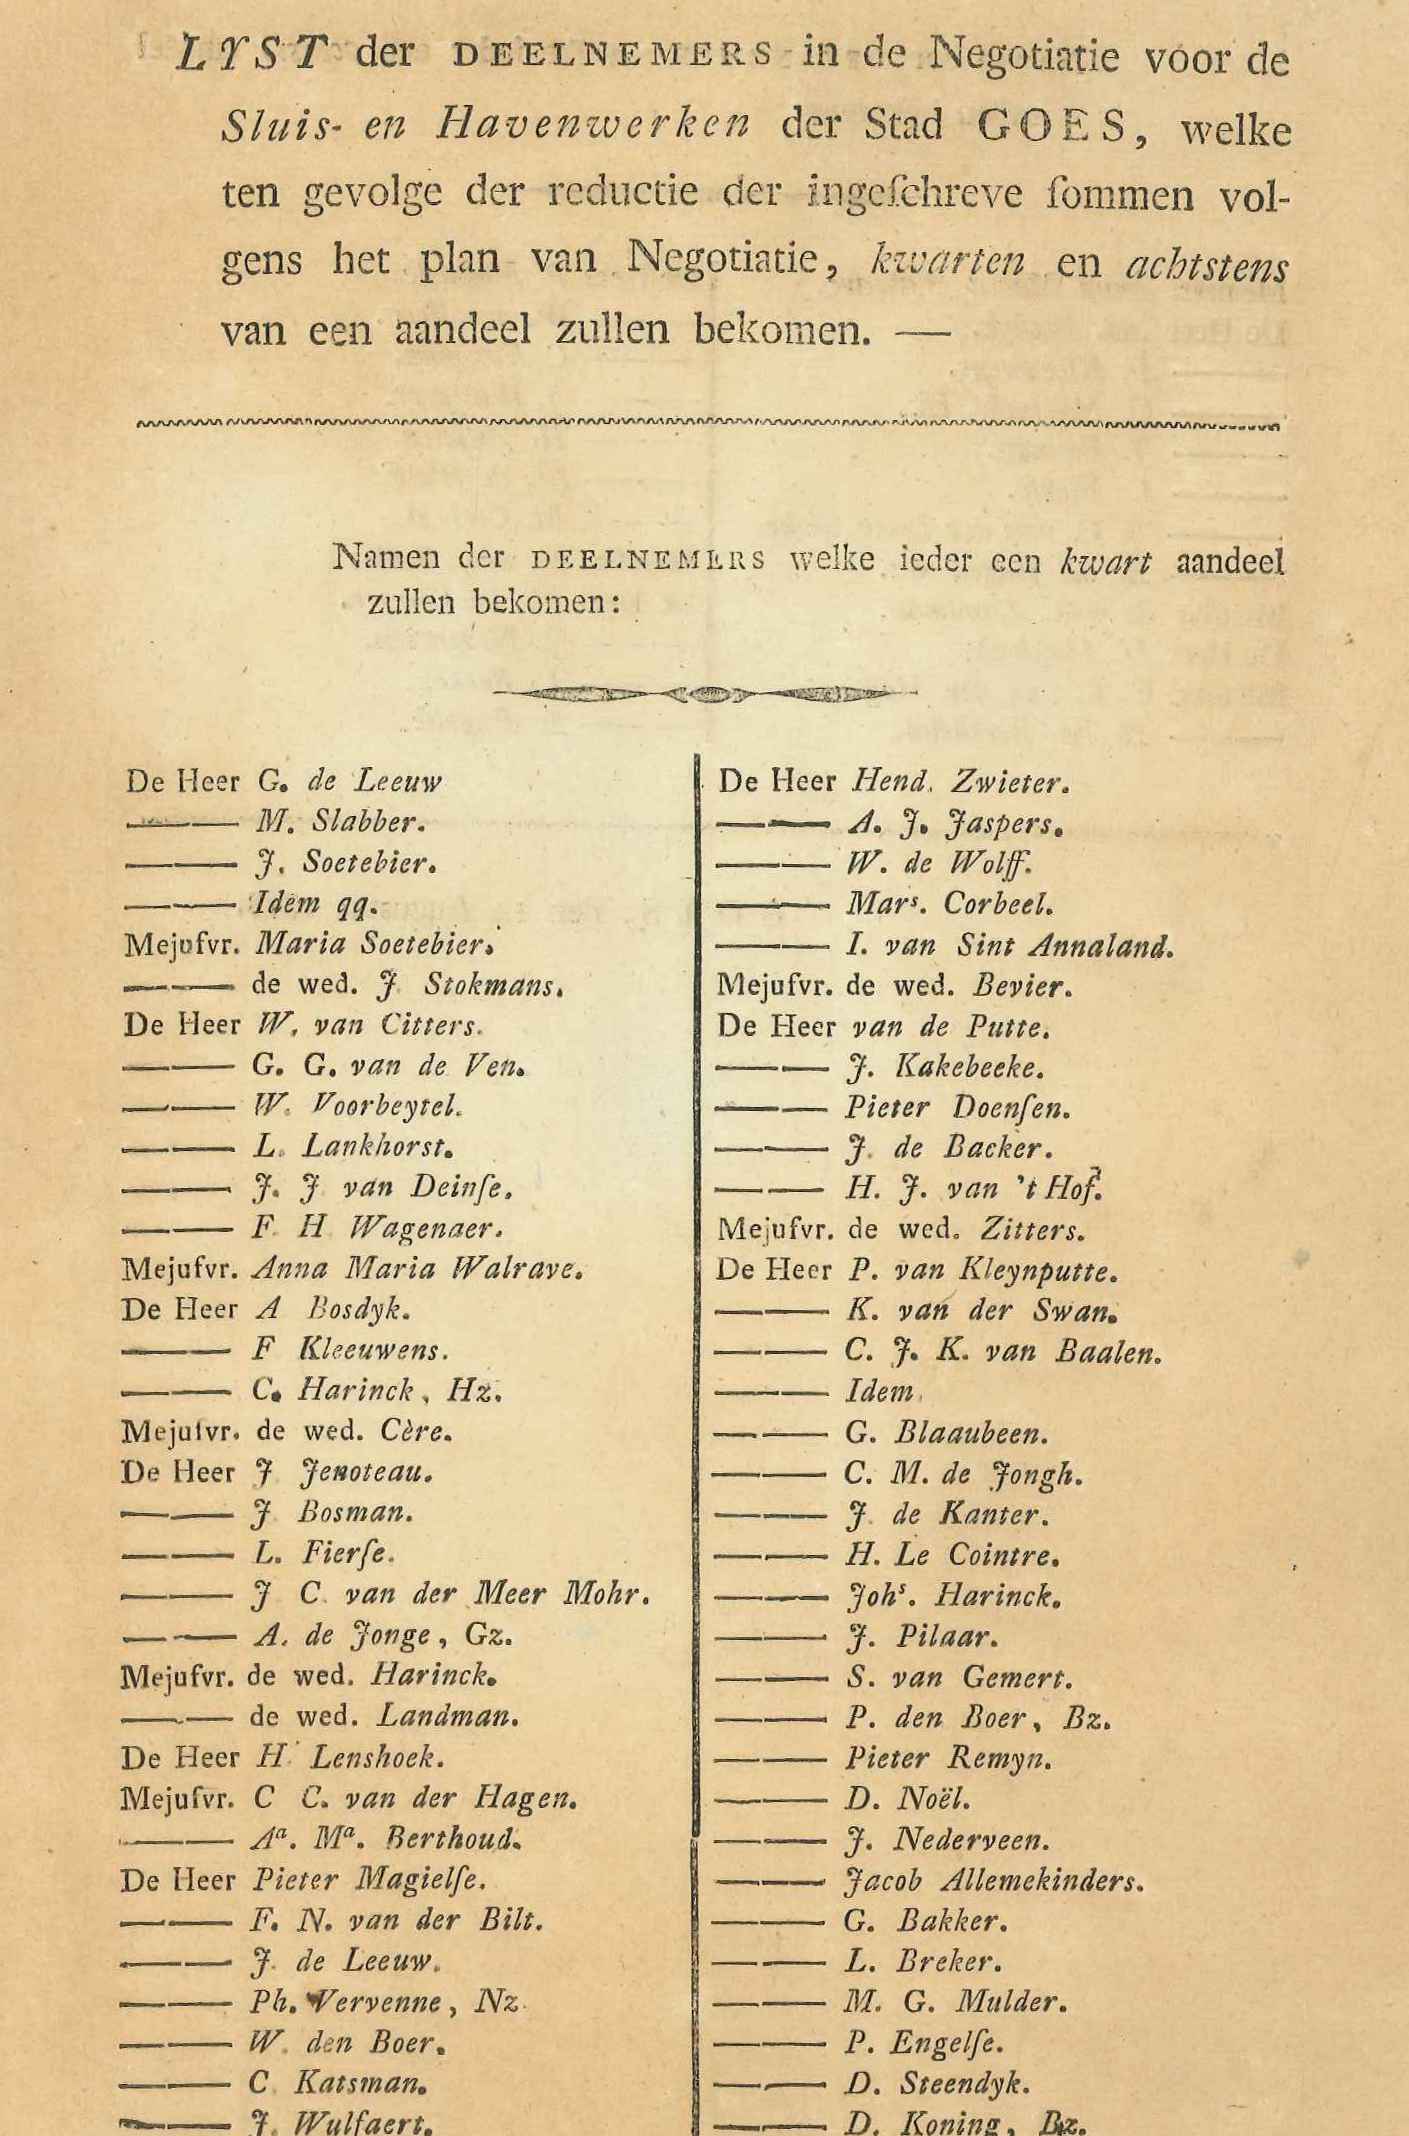 LYST der DEELNEMERS in de Negotiatie voor de
Sluis- en Havenwerken der Stad GOES, welke
ten gevolge der reductie der ingeſchreve ſommen vol-
gens het plan van Negotiatie, kwarten en achtstens
van een aandeel zullen bekomen. —
Namen der DEELNEMERS welke ieder een kwart aandeel
zullen bekomen:
De Heer G. de Leeuw
—— M. Slabber.
—— J. Soetebier.
—— Idem qq.
Mejufvr. Maria Soetebier.
—— de wed. J. Stokmans.
De Heer W. van Citters.
—— G. G. van de Ven.
—— W. Voorbeytel.
—— L. Lankhorst.
—— J. J van Deinſe.
—— F. H Wagenaer.
Mejufvr. Anna Maria Walrave.
De Heer A Bosdyk.
—— F Kleeuwens.
—— C. Harinck, Hz.
Mejufvr. de wed. Cère.
De Heer J Jenoteau.
—— J Bosman.
—— L. Fierſe.
—— J C. van der Meer Mohr.
—— A. de Jonge, Gz.
Mejufvr. de wed. Harinck.
—— de wed. Landman.
De Heer H Lenshoek.
Mejufvr. C C. van der Hagen.
—— Aª. Mª. Berthoud.
De Heer Pieter Magielſe.
—— F. N. van der Bilt.
—— J. de Leeuw.
—— Ph. Vervenne, Nz.
—— W. den Boer.
—— C. Katsman.
—— J. Wulfaert.
De Heer Hend. Zwieter.
—— A. J. Jaspers.
—— W. de Wolff.
—— Marˢ. Corbeel.
—— I. van Sint Annaland.
Mejufvr. de wed. Bevier.
De Heer van de Putte.
—— J. Kakebeeke.
—— Pieter Doenſen.
—— J. de Backer.
—— H. J. van 't Hof.
Mejufvr. de wed. Zitters.
De Heer P. van Kleynputte.
—— K. van der Swan.
—— C. J. K. van Baalen.
—— Idem.
—— G. Blaaubeen.
—— C. M. de Jongh.
—— J. de Kanter.
—— H. Le Cointre.
—— Johˢ. Harinck.
—— J. Pilaar.
—— S. van Gemert.
—— P. den Boer, Bz.
—— Pieter Remyn.
—— D. Noël.
—— J. Nederveen.
—— Jacob Allemekinders.
—— G. Bakker.
—— L. Breker.
—— M. G. Mulder.
—— P. Engelſe.
—— D. Steendyk.
—— D. Koning, Bz.